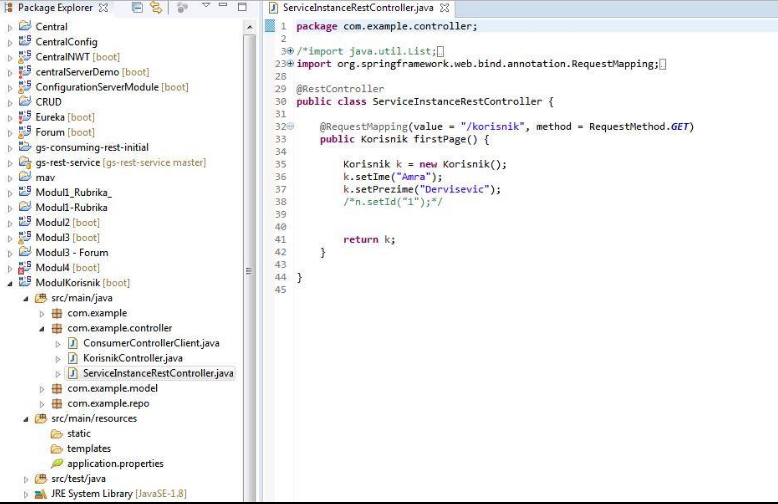 Package Explorer
Central
CentralConfig
CentralNWT [boot]
centralServerDemo [boot]
ConfigurationServerModule [boot]
CRUD
Eureka [boot]
Forum [boot]
gs-consuming-rest-initial
gs-rest-service [gs-rest-service master]
mav
Modul1_Rubrika_
Modul1-Rubrika
Modul2 [boot]
Modul3 [boot]
Modul3 - Forum
Modul4 [boot]
ModulKorisnik [boot]
src/main/java
com.example
com.example.controller
ConsumerControllerClient.java
KorisnikController.java
ServiceInstanceRestController.java
com.example.model
com.example.repo
src/main/resources
static
templates
application.properties
src/test/java
JRE System Library [JavaSE-1.8]
ServiceInstanceRestController.java
1 package com.example.controller;
2
3 /*import java.util.List;
23 import org.springframework.web.bind.annotation.RequestMapping;
28
29 @RestController
30 public class ServiceInstanceRestController {
31
32 @RequestMapping(value = "/korisnik", method = RequestMethod.GET)
33 public Korisnik firstPage() {
34
35 Korisnik k = new Korisnik();
36 k.setIme("Amra");
37 k.setPrezime("Dervisevic");
38 /*n.setId("1");*/
39
40
41 return k;
42 }
43
44 }
45